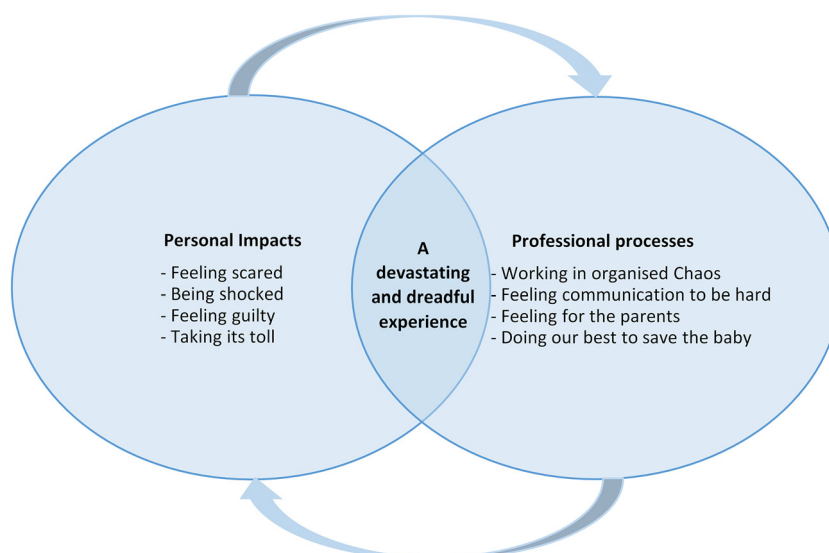 Personal Impacts
- Feeling scared
- Being shocked
- Feeling guilty
- Taking its toll
A
devastating
and dreadful
experience
Professional processes
- Working in organised Chaos
- Feeling communication to be hard
- Feeling for the parents
- Doing our best to save the baby